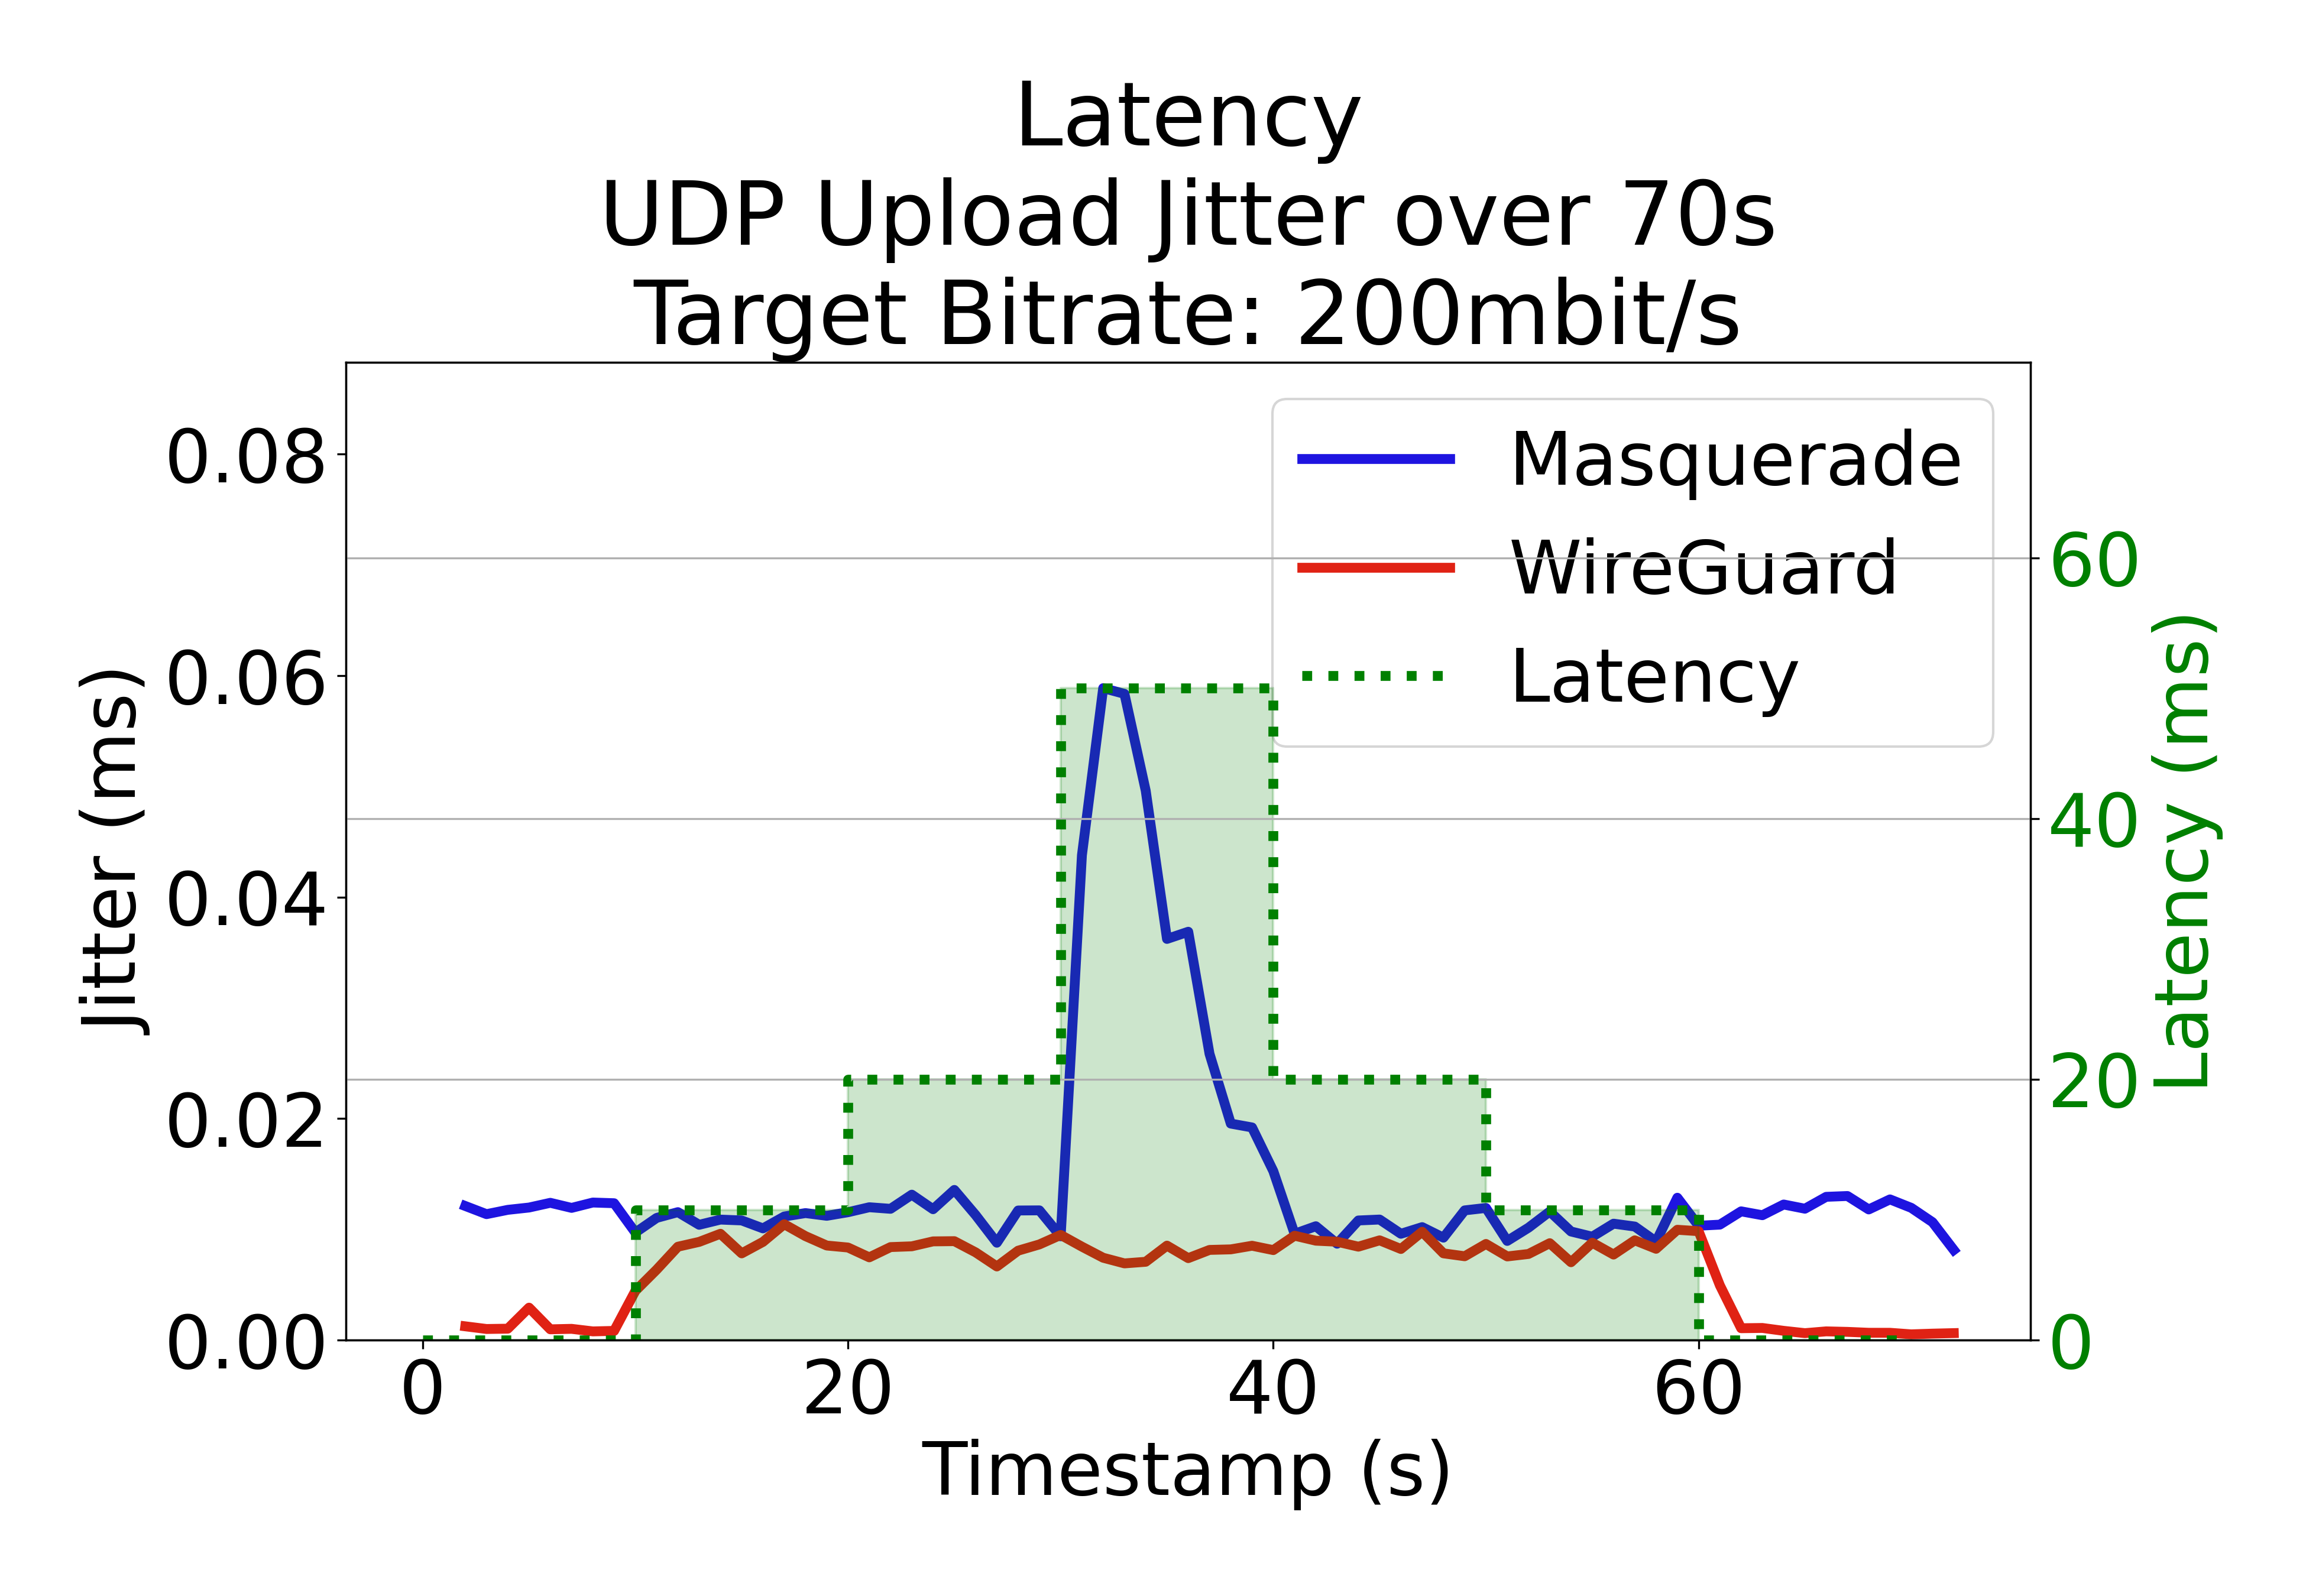 Latency
UDP Upload Jitter over 70s
Target Bitrate: 200mbit/s
Jitter (ms)
0.08
0.06
0.04
0.02
0.00
Masquerade
WireGuard
Latency
60
40
20
0
Latency (ms)
0
20
40
60
Timestamp (s)